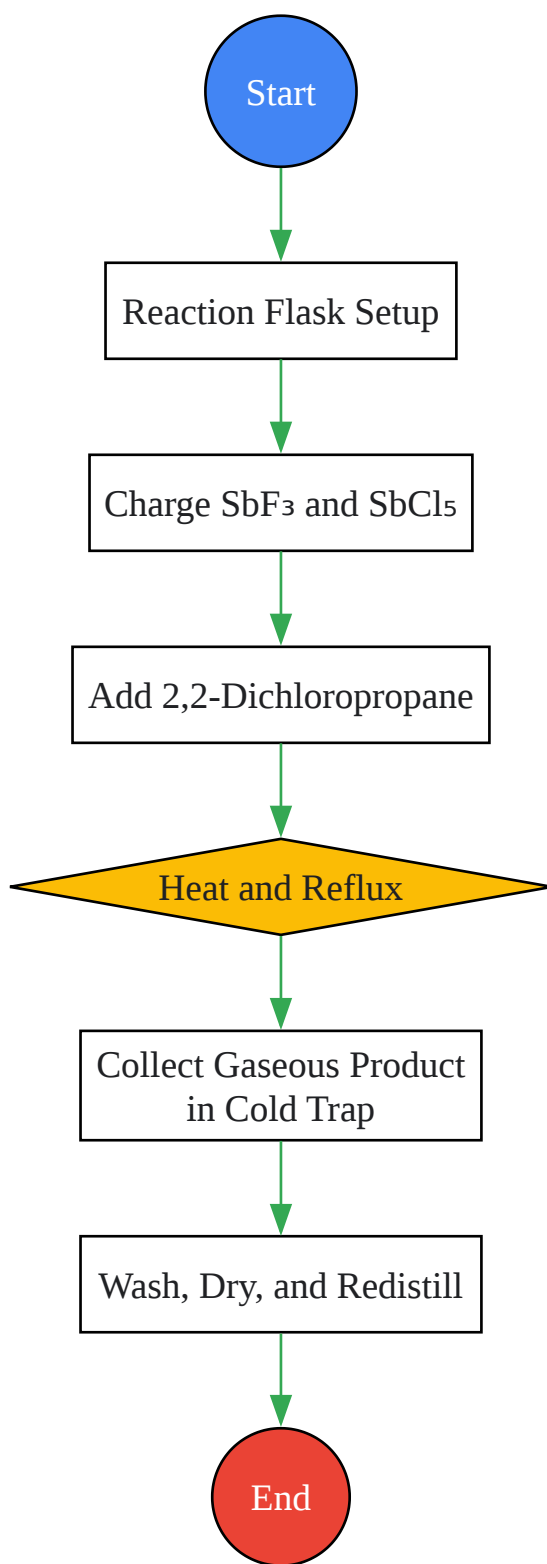 Start
Reaction Flask Setup
Charge SbF₃ and SbCl₅
Add 2,2-Dichloropropane
Heat and Reflux
Collect Gaseous Product
in Cold Trap
Wash, Dry, and Redistill
End